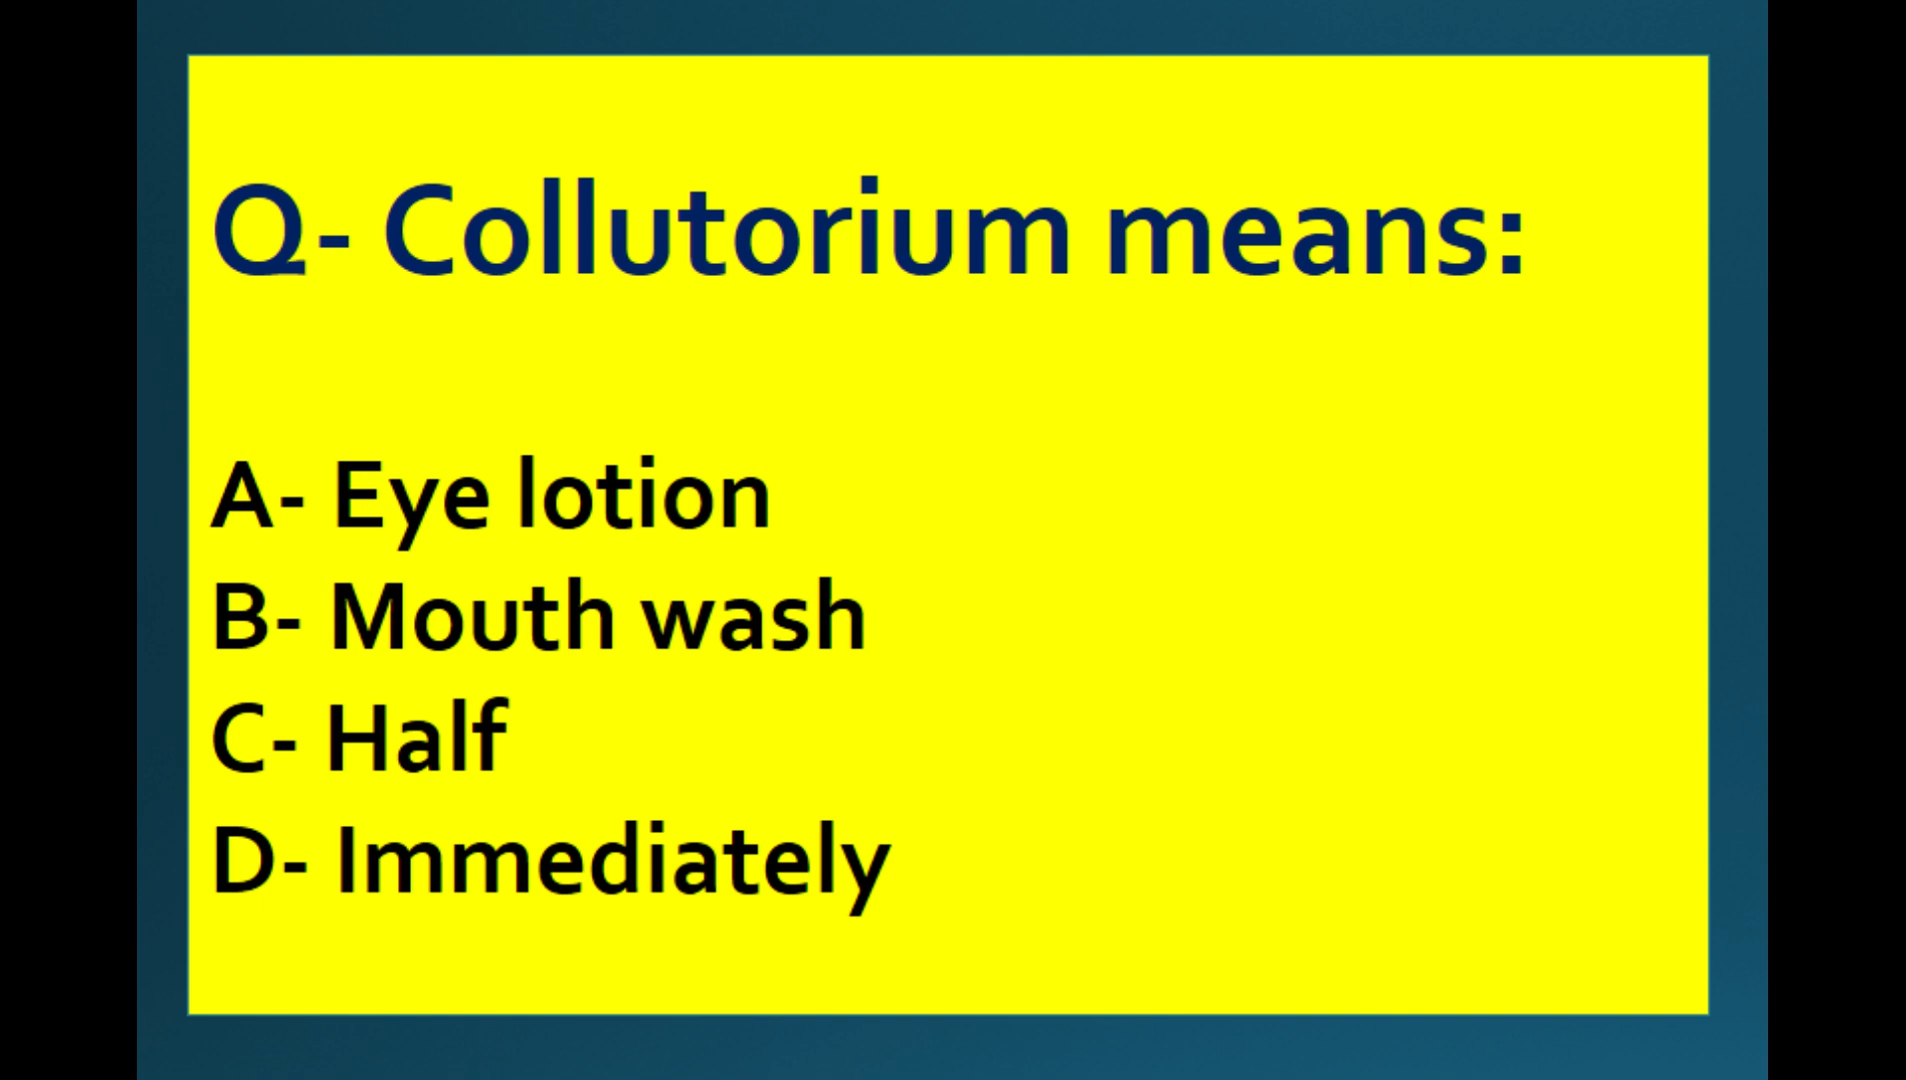 Q- Collutorium means:
A- Eye lotion
B- Mouth wash
C- Half
D- Immediately